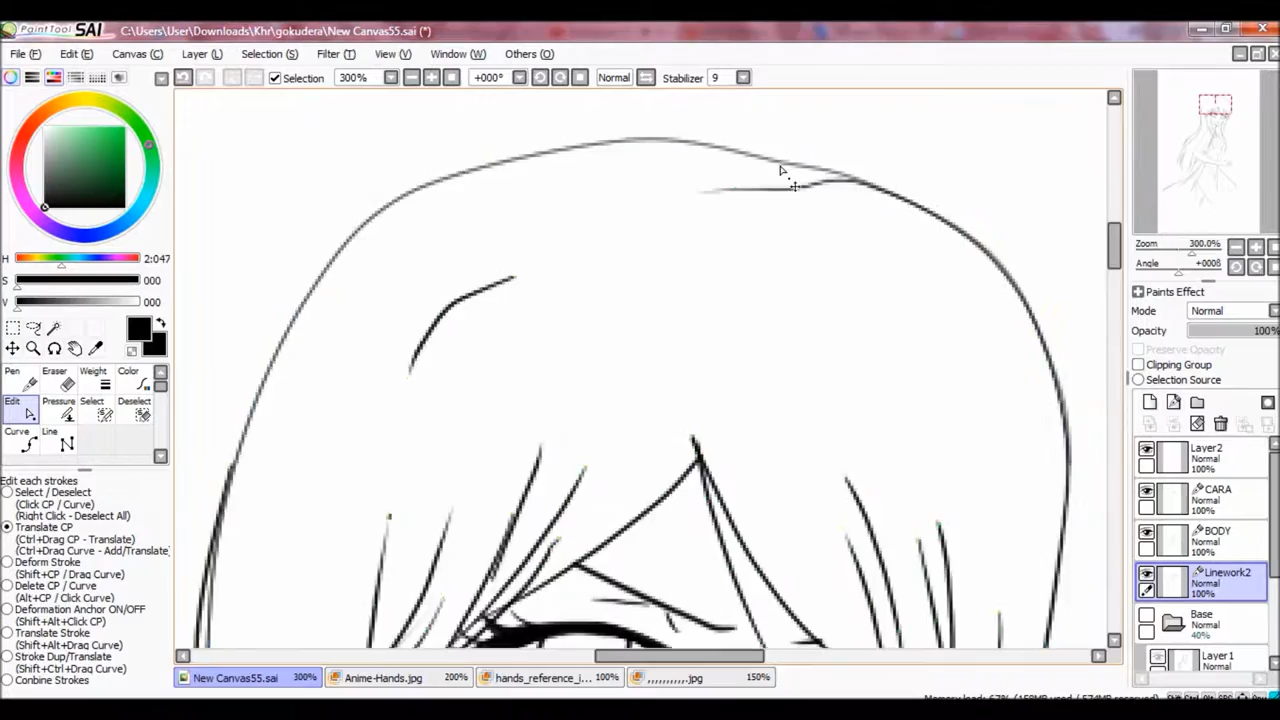 PaintTool SAI C:\Users\User\Downloads\Khr\gokudera\New Canvas55.sai (*)
File (F) Edit (E) Canvas (C) Layer (L) Selection (S) Filter (T) View (V) Window (W) Others (O)
Selection 300% +000° Normal Stabilizer 9
Zoom 300.0%
Angle +000ß
H 2:047
S 000
V 000
Paints Effect
Mode Normal
Opacity 100%
Preserve Opacity
Clipping Group
Selection Source
Pen Eraser Weight Color
Edit Pressure Select Deselect
Curve Line
Edit each strokes
Select / Deselect
(Click CP / Curve)
(Right Click - Deselect All)
Translate CP
(Ctrl+Drag CP - Translate)
(Ctrl+Drag Curve - Add/Translate)
Deform Stroke
(Shift+CP / Drag Curve)
Delete CP / Curve
(Alt+CP / Click Curve)
Deformation Anchor ON/OFF
(Shift+Alt+Click CP)
Translate Stroke
(Shift+Alt+Drag Curve)
Stroke Dup/Translate
(Shift+Ctrl+Drag Curve)
Combine Strokes
Layer2
Normal
100%
CARA
Normal
100%
BODY
Normal
100%
Linework2
Normal
100%
Base
Normal
40%
Layer1
Normal
New Canvas55.sai 300% Anime-Hands.jpg 200% hands_reference_i... 100% ,,,,,,,,,,,.jpg 150%